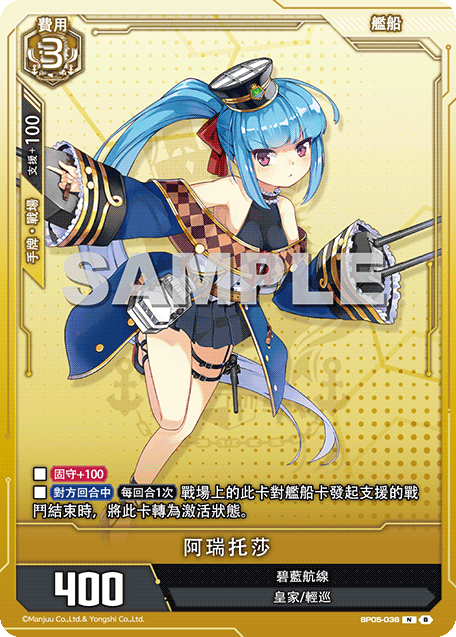 費用
3
艦船
支援+100
手牌・戰場
SAMPLE
固守+100
對方回合中 每回合1次 戰場上的此卡對艦船卡發起支援的戰
鬥結束時，將此卡轉為激活狀態。
阿瑞托莎
400
碧藍航線
皇家/輕巡
©Manjuu Co.,Ltd. & Yongshi Co.,Ltd.
BP05-038 N B